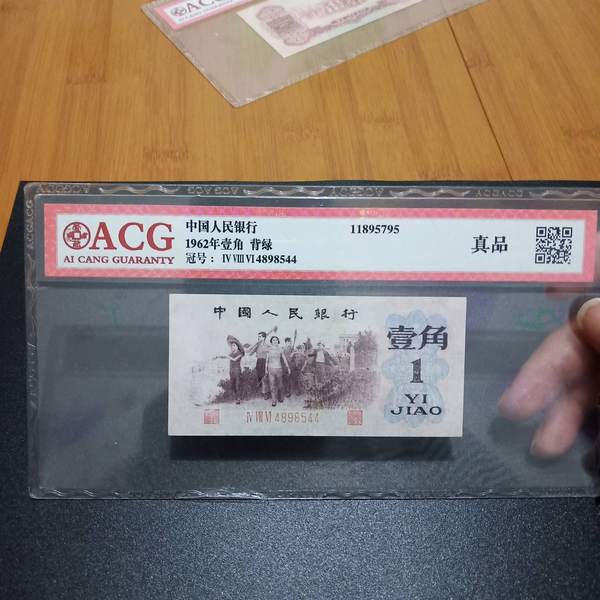 ACG
ACG
AI CANG GUARANTY
中国人民银行
1962年壹角 背绿
冠号： Ⅳ Ⅷ Ⅵ 4898544
11895795
真品
中國人民銀行
壹角
1
YI
JIAO
Ⅳ Ⅷ Ⅵ 4898544